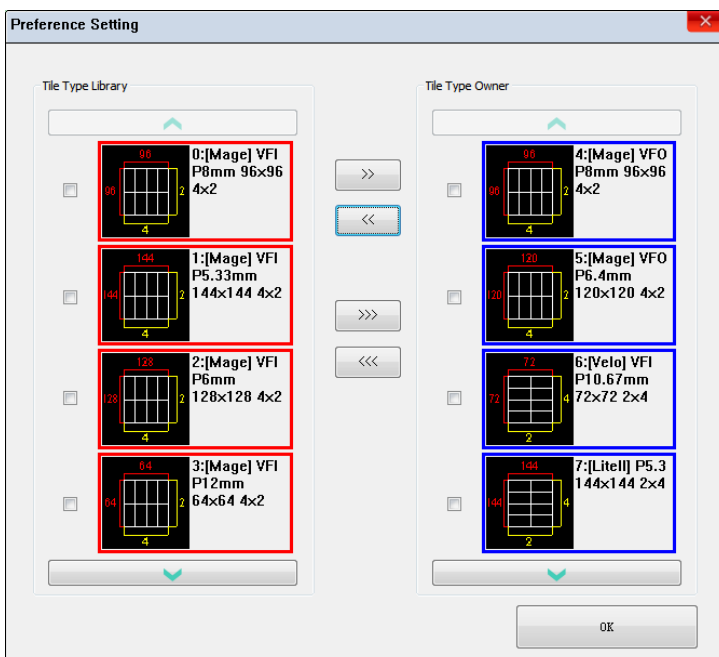 Preference Setting
Tile Type Library
96
96
2
4
0:[Mage] VFI
P8mm 96x96
4x2
144
144
2
4
1:[Mage] VFI
P5.33mm
144x144 4x2
128
128
2
4
2:[Mage] VFI
P6mm
128x128 4x2
64
64
2
4
3:[Mage] VFI
P12mm
64x64 4x2
>>
<<
>>>
<<<
Tile Type Owner
96
96
2
4
4:[Mage] VFO
P8mm 96x96
4x2
120
120
2
4
5:[Mage] VFO
P6.4mm
120x120 4x2
72
72
4
2
6:[Velo] VFI
P10.67mm
72x72 2x4
144
144
4
2
7:[Litell] P5.3
144x144 2x4
OK